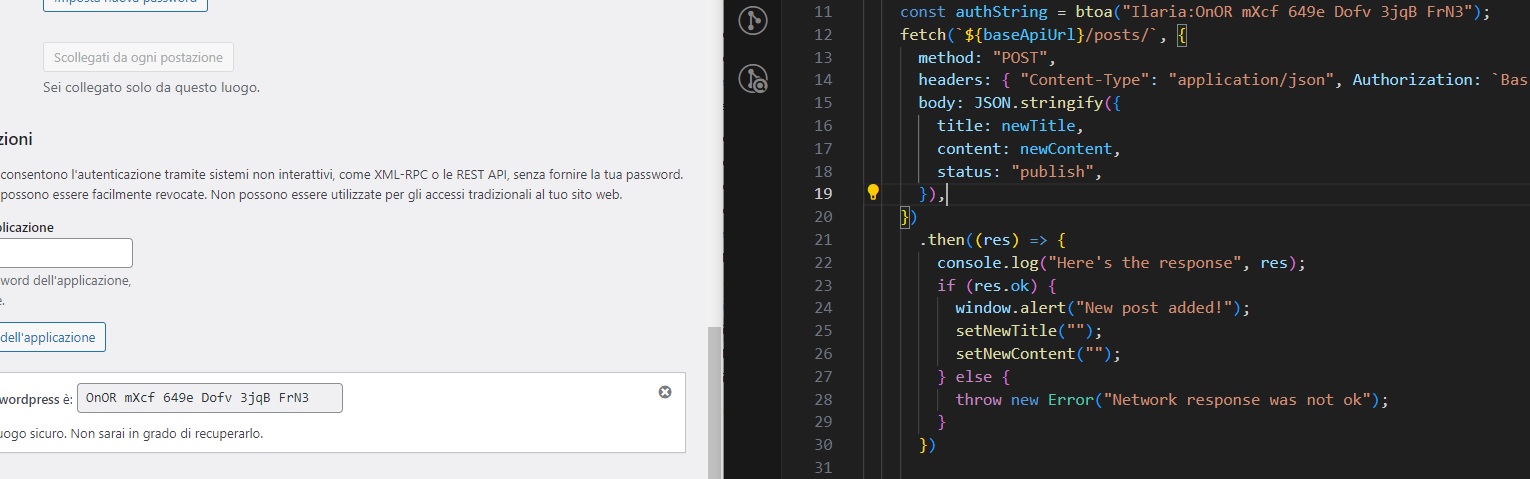 Imposta nuova password
Scollegati da ogni postazione
Sei collegato solo da questo luogo.
zioni
consentono l'autenticazione tramite sistemi non interattivi, come XML-RPC o le REST API, senza fornire la tua password.
possono essere facilmente revocate. Non possono essere utilizzate per gli accessi tradizionali al tuo sito web.
plicazione
word dell'applicazione,
e.
dell'applicazione
wordpress è: OnOR mXcf 649e Dofv 3jqB FrN3
uogo sicuro. Non sarai in grado di recuperarlo.
11 const authString = btoa("Ilaria:OnOR mXcf 649e Dofv 3jqB FrN3");
12 fetch(`${baseApiUrl}/posts/`, {
13 method: "POST",
14 headers: { "Content-Type": "application/json", Authorization: `Bas
15 body: JSON.stringify({
16 title: newTitle,
17 content: newContent,
18 status: "publish",
19 }),
20 })
21 .then((res) => {
22 console.log("Here's the response", res);
23 if (res.ok) {
24 window.alert("New post added!");
25 setNewTitle("");
26 setNewContent("");
27 } else {
28 throw new Error("Network response was not ok");
29 }
30 })
31